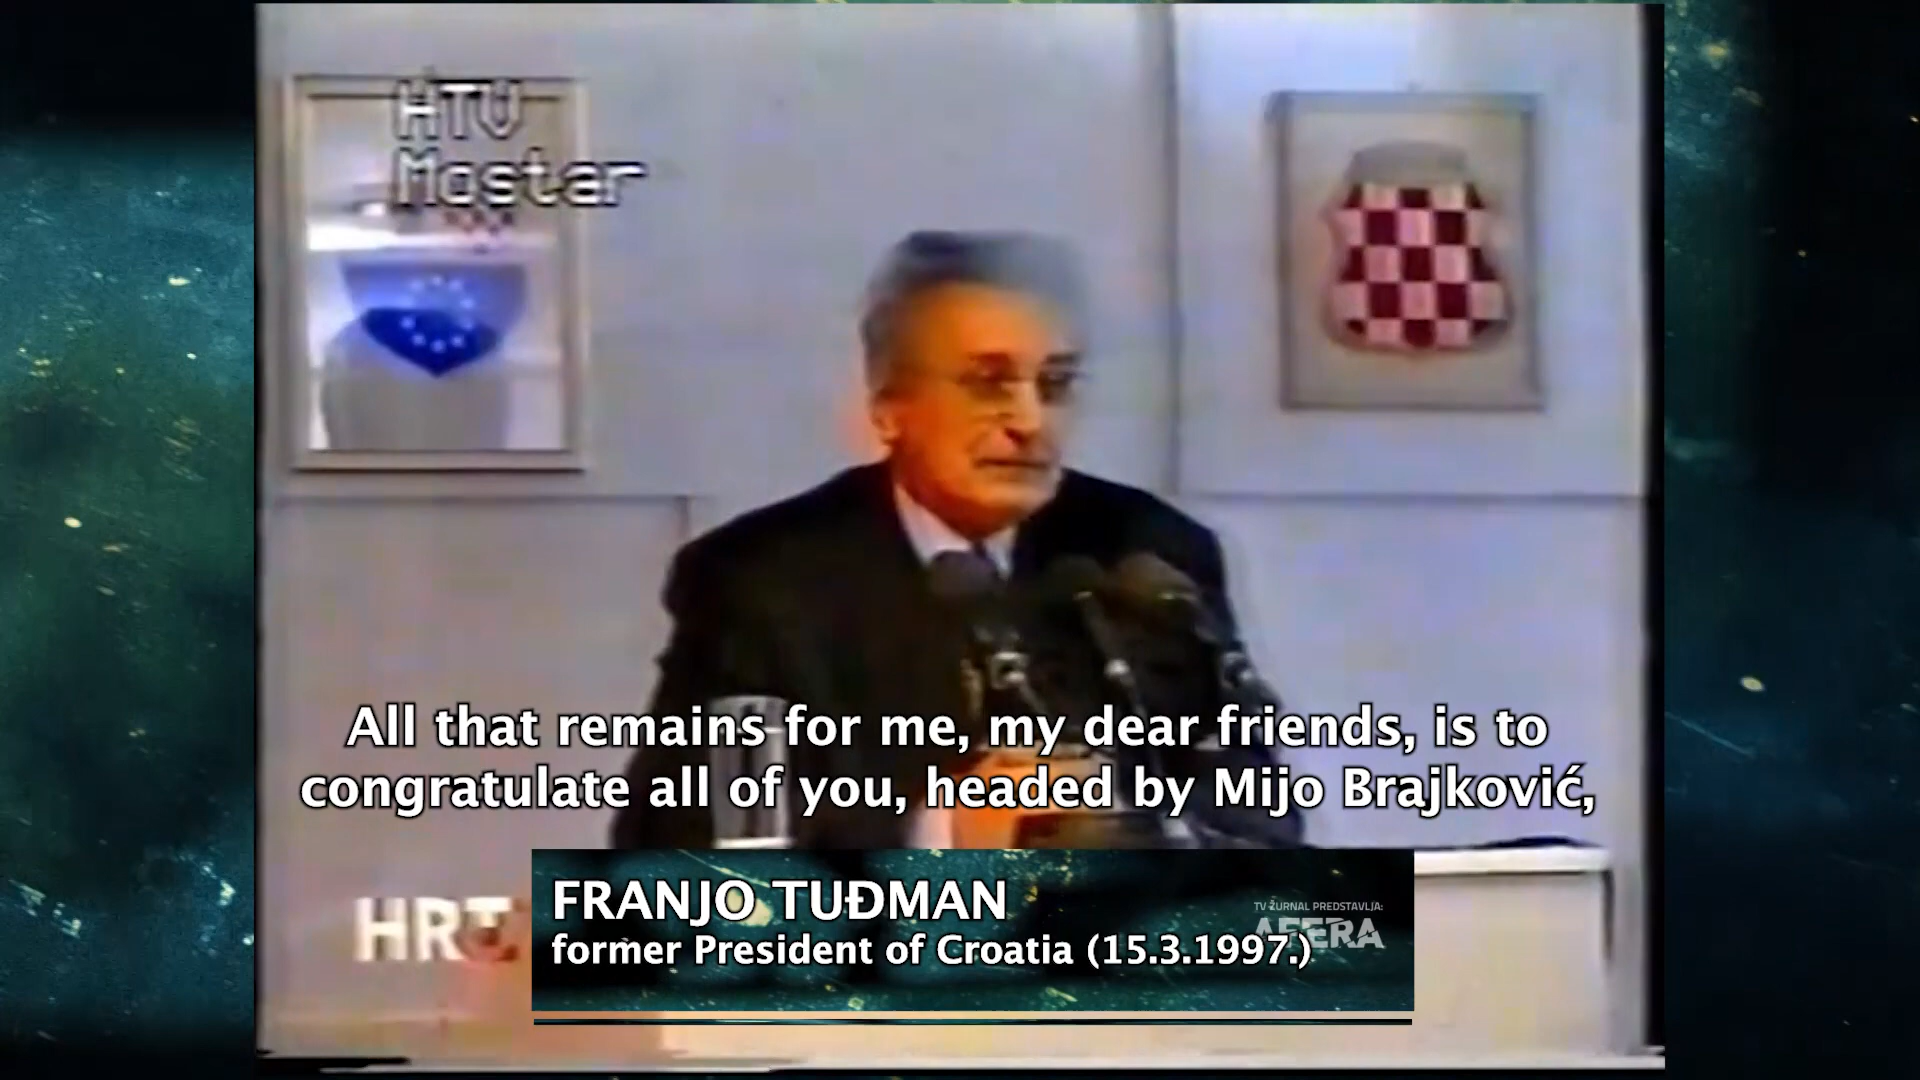 HTV
Mostar
All that remains for me, my dear friends, is to
congratulate all of you, headed by Mijo Brajković,
HRT
FRANJO TUĐMAN
former President of Croatia (15.3.1997.)
TV ŽURNAL PREDSTAVLJA:
AFERA